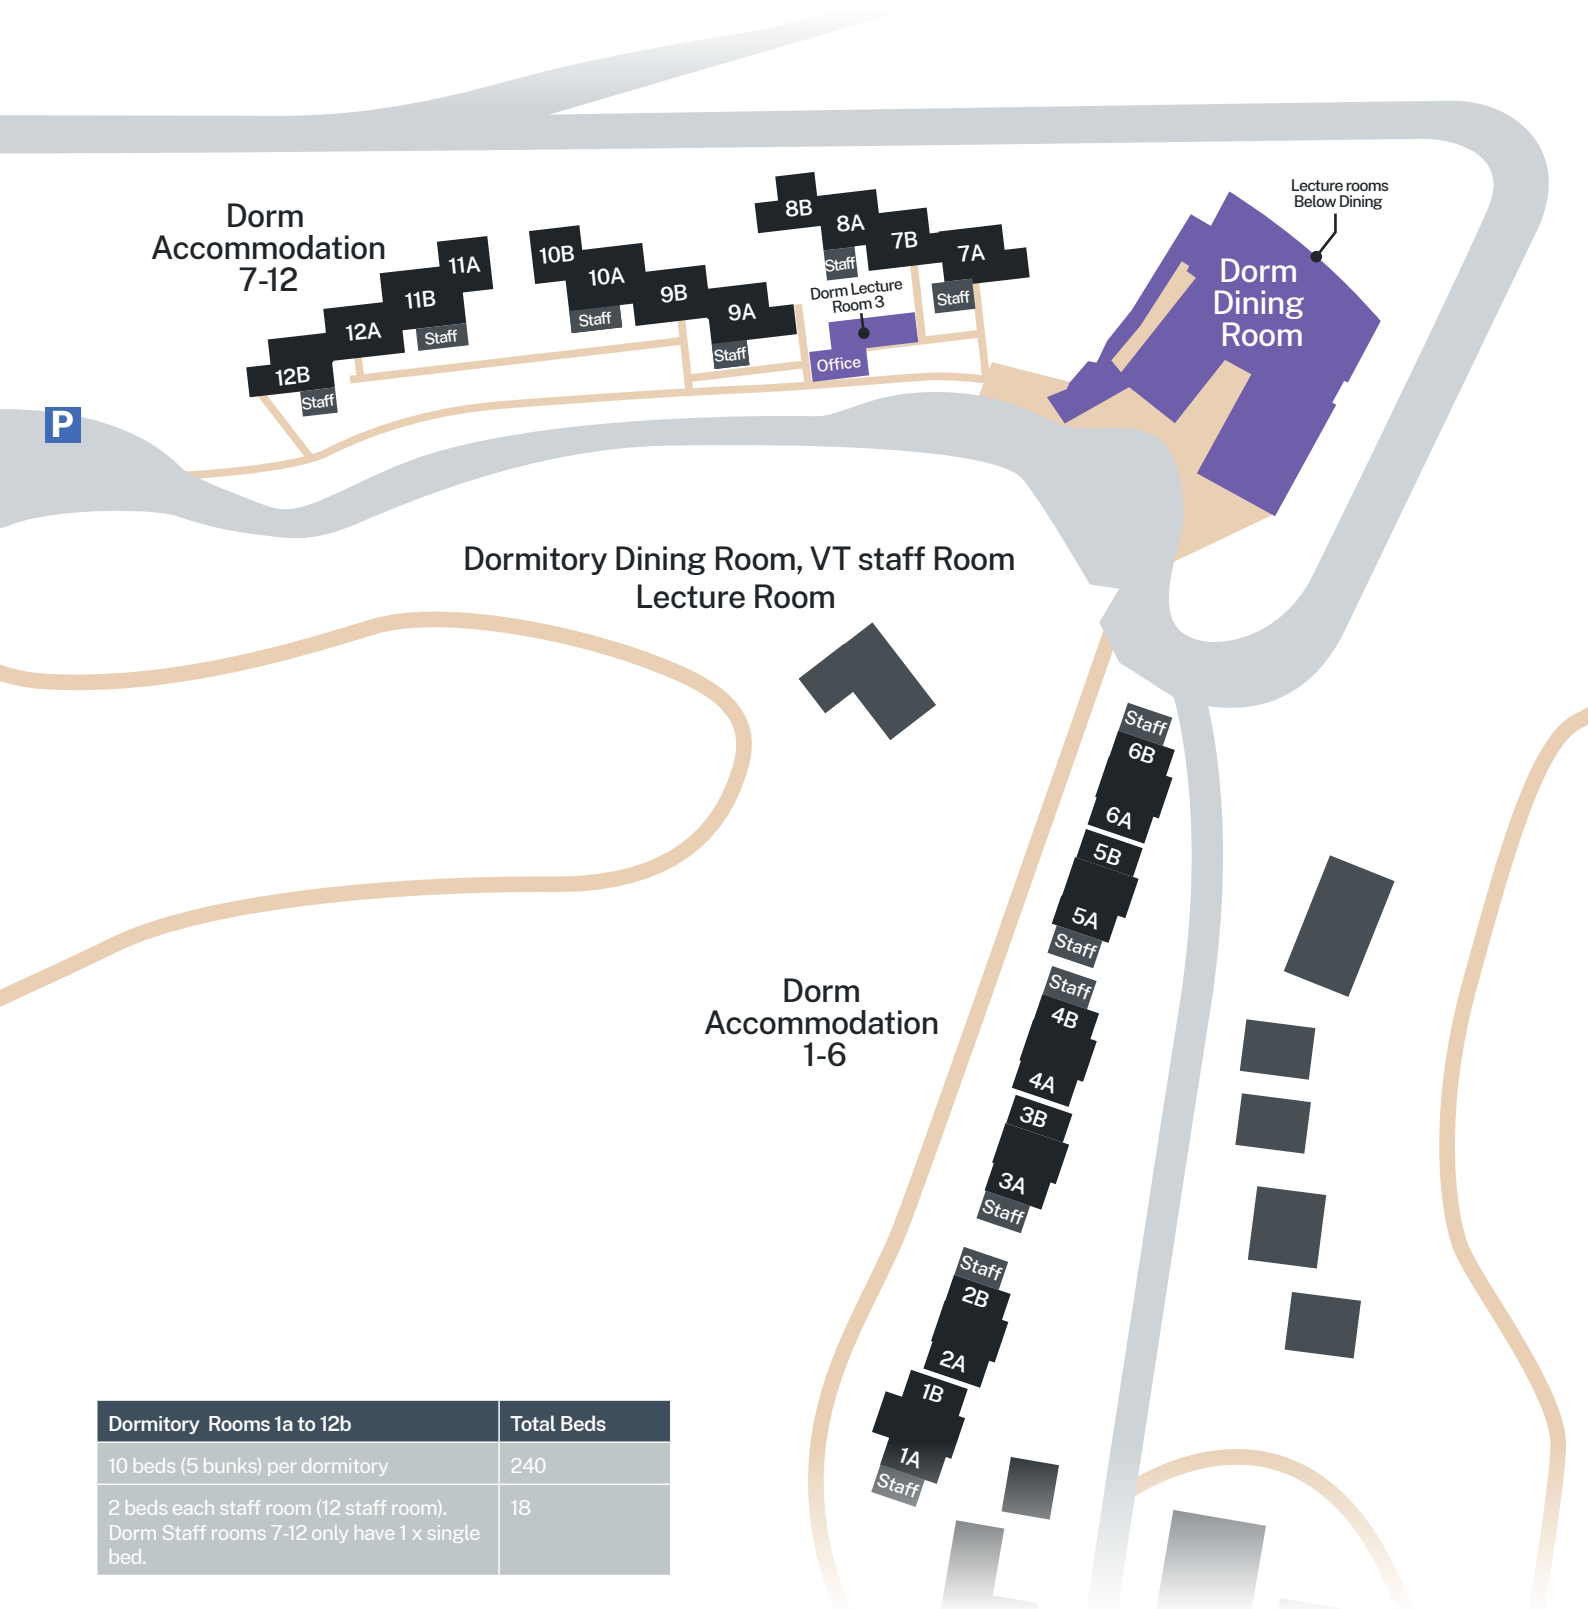 Lecture rooms
Below Dining
Dorm
Accommodation
7-12
8B
8A
7B
7A
Staff
Staff
11A
11B
12A
12B
Staff
Staff
10B
10A
9B
9A
Staff
Staff
Dorm Lecture
Room 3
Office
Dorm
Dining
Room
P
Dormitory Dining Room, VT staff Room
Lecture Room
Staff
6B
6A
5B
5A
Staff
Staff
4B
4A
3B
3A
Staff
Dorm
Accommodation
1-6
Staff
2B
2A
1B
1A
Staff
Dormitory Rooms 1a to 12b
Total Beds
10 beds (5 bunks) per dormitory
240
2 beds each staff room (12 staff room).
Dorm Staff rooms 7-12 only have 1 x single
bed.
18